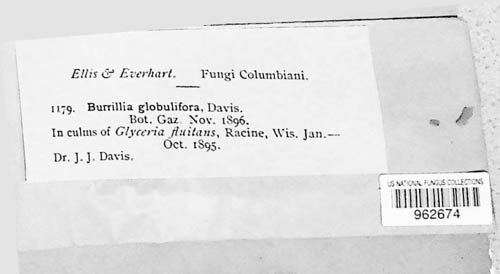 Ellis & Everhart. Fungi Columbiani.
1179. Burrillia globulifora, Davis.
Bot. Gaz. Nov. 1896.
In culms of Glyceria fluitans, Racine, Wis. Jan.—
Oct. 1895.
Dr. J. J. Davis.
US NATIONAL FUNGUS COLLECTIONS
962674